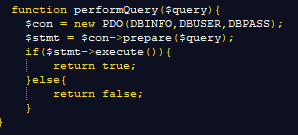 function performQuery($query){
$con = new PDO(DBINFO,DBUSER,DBPASS);
$stmt = $con->prepare($query);
if($stmt->execute()){
return true;
}else{
return false;
}
}